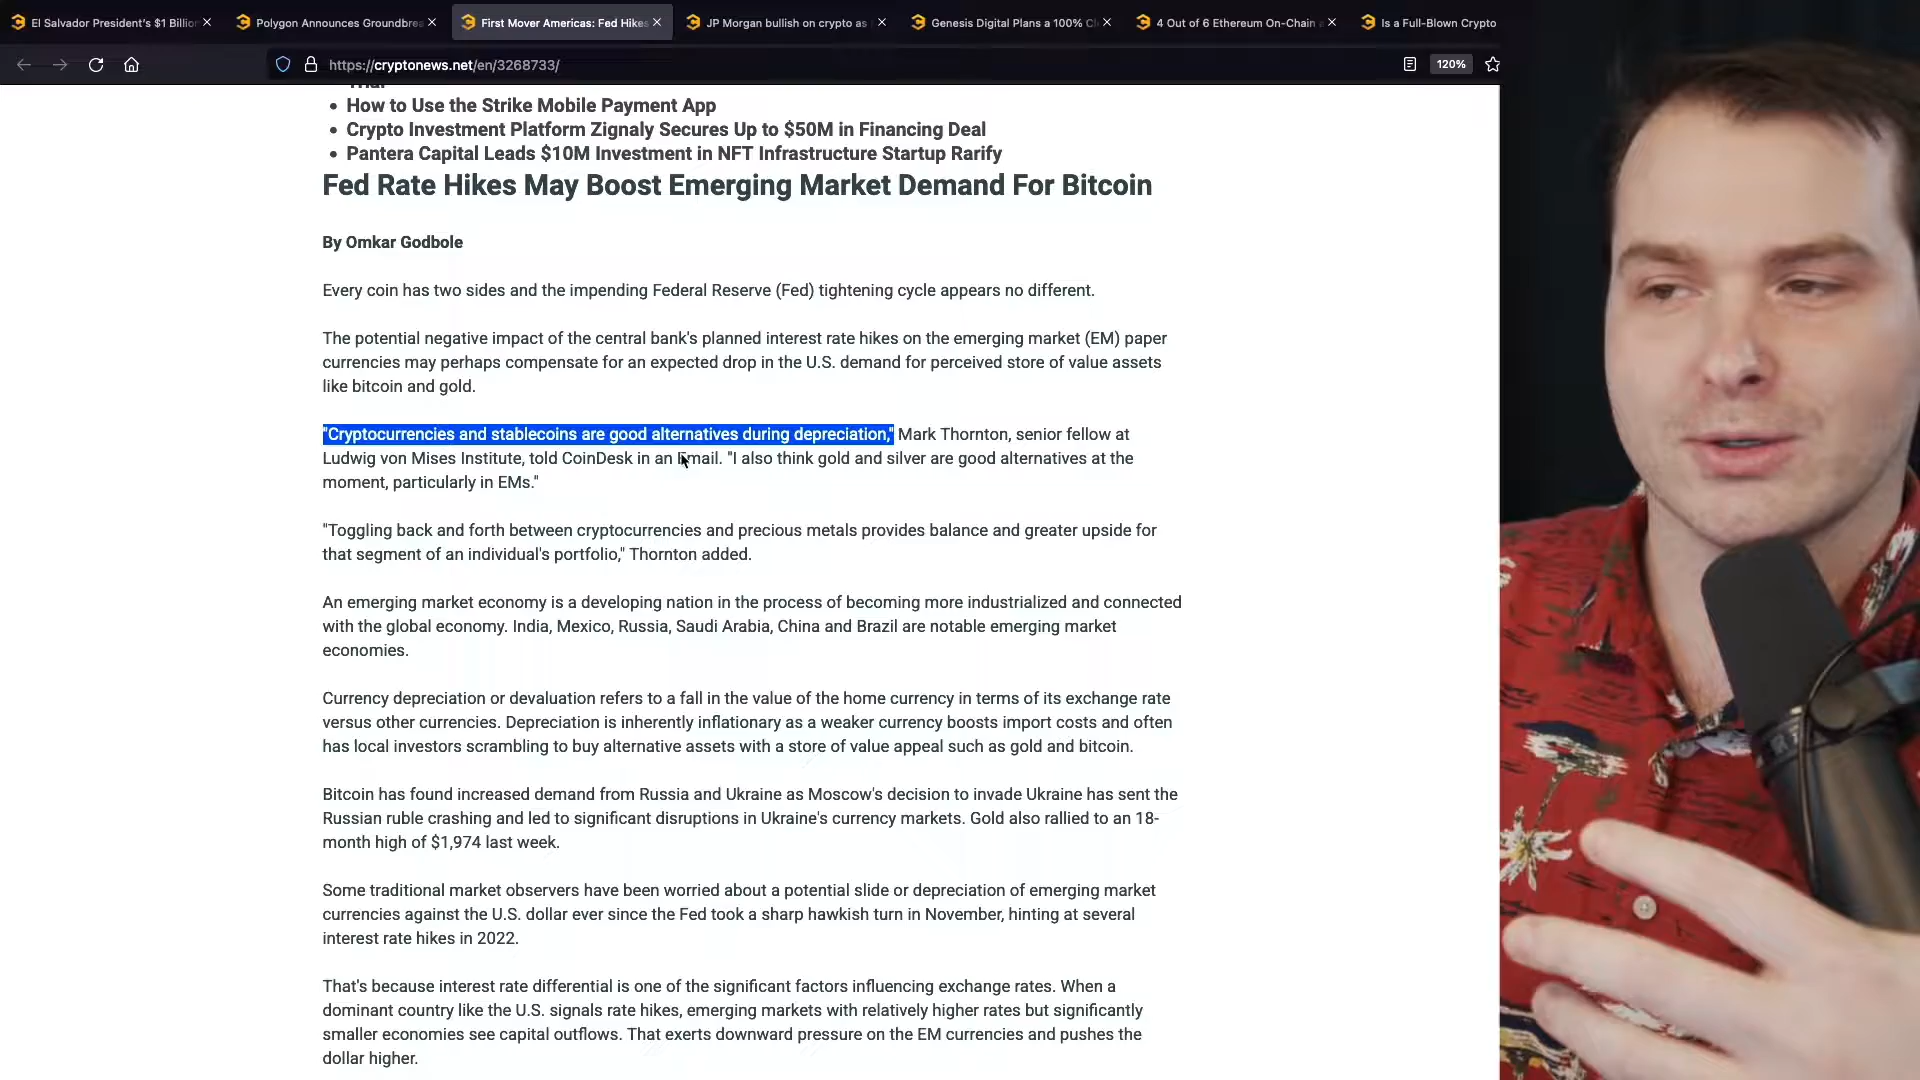 El Salvador President's $1 Billion
Polygon Announces Groundbre
First Mover Americas: Fed Hikes
JP Morgan bullish on crypto as
Genesis Digital Plans a 100%
4 Out of 6 Ethereum On-Chain
Is a Full-Blown Crypto
https://cryptonews.net/en/3268733/
120%
Trial
How to Use the Strike Mobile Payment App
Crypto Investment Platform Zignaly Secures Up to $50M in Financing Deal
Pantera Capital Leads $10M Investment in NFT Infrastructure Startup Rarify
Fed Rate Hikes May Boost Emerging Market Demand For Bitcoin
By Omkar Godbole
Every coin has two sides and the impending Federal Reserve (Fed) tightening cycle appears no different.
The potential negative impact of the central bank's planned interest rate hikes on the emerging market (EM) paper
currencies may perhaps compensate for an expected drop in the U.S. demand for perceived store of value assets
like bitcoin and gold.
"Cryptocurrencies and stablecoins are good alternatives during depreciation," Mark Thornton, senior fellow at
Ludwig von Mises Institute, told CoinDesk in an Email. "I also think gold and silver are good alternatives at the
moment, particularly in EMs."
"Toggling back and forth between cryptocurrencies and precious metals provides balance and greater upside for
that segment of an individual's portfolio," Thornton added.
An emerging market economy is a developing nation in the process of becoming more industrialized and connected
with the global economy. India, Mexico, Russia, Saudi Arabia, China and Brazil are notable emerging market
economies.
Currency depreciation or devaluation refers to a fall in the value of the home currency in terms of its exchange rate
versus other currencies. Depreciation is inherently inflationary as a weaker currency boosts import costs and often
has local investors scrambling to buy alternative assets with a store of value appeal such as gold and bitcoin.
Bitcoin has found increased demand from Russia and Ukraine as Moscow's decision to invade Ukraine has sent the
Russian ruble crashing and led to significant disruptions in Ukraine's currency markets. Gold also rallied to an 18-
month high of $1,974 last week.
Some traditional market observers have been worried about a potential slide or depreciation of emerging market
currencies against the U.S. dollar ever since the Fed took a sharp hawkish turn in November, hinting at several
interest rate hikes in 2022.
That's because interest rate differential is one of the significant factors influencing exchange rates. When a
dominant country like the U.S. signals rate hikes, emerging markets with relatively higher rates but significantly
smaller economies see capital outflows. That exerts downward pressure on the EM currencies and pushes the
dollar higher.